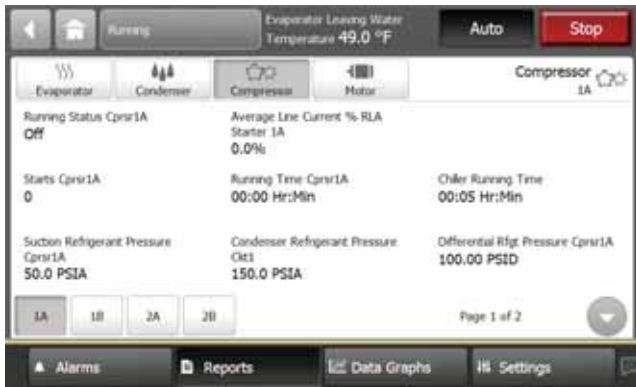 Running
Evaporator Leaving Water
Temperature 49.0 °F
Auto
Stop
Evaporator
Condenser
Compressor
Motor
Compressor
1A
Running Status Cprsr1A
Off
Average Line Current % RLA
Starter 1A
0.0%
Starts Cprsr1A
0
Running Time Cprsr1A
00:00 Hr:Min
Chiller Running Time
00:05 Hr:Min
Suction Refrigerant Pressure
Cprsr1A
50.0 PSIA
Condenser Refrigerant Pressure
Ckt1
150.0 PSIA
Differential Rfgt Pressure Cprsr1A
100.00 PSID
1A
1B
2A
2B
Page 1 of 2
Alarms
Reports
Data Graphs
Settings